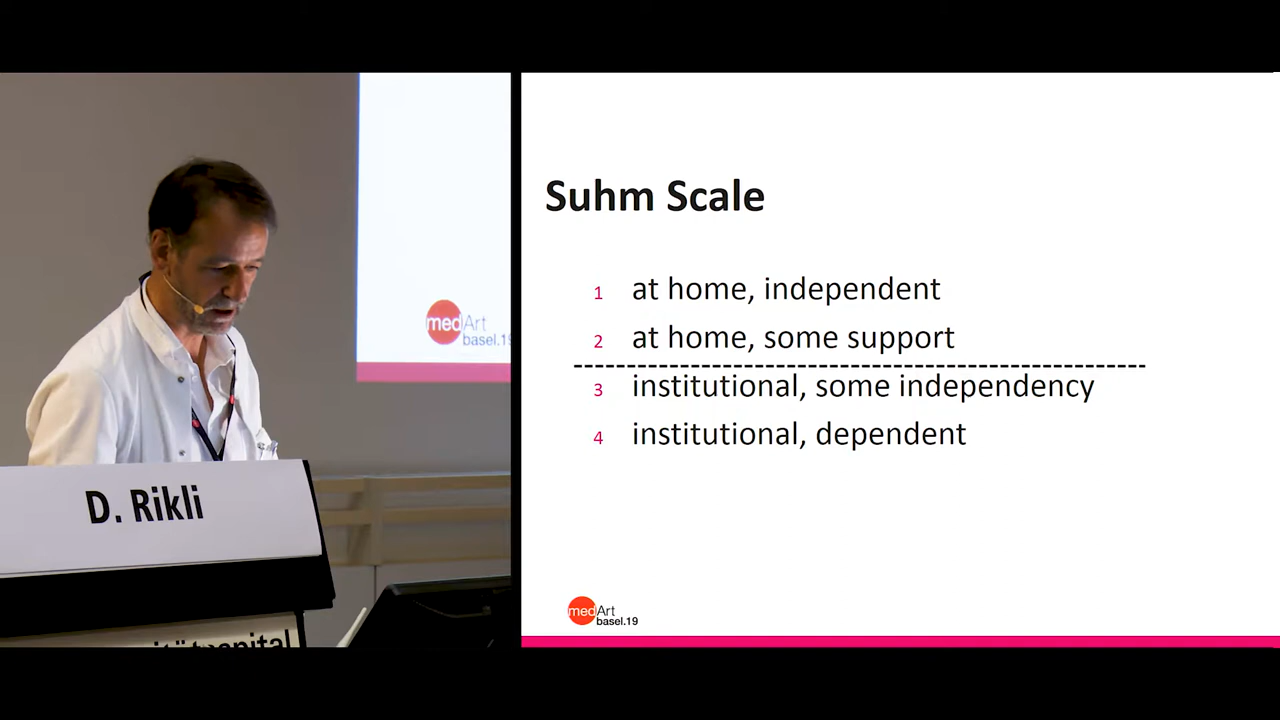 medArt
basel.19
D. Rikli
Suhm Scale
1 at home, independent
2 at home, some support
3 institutional, some independency
4 institutional, dependent
medArt
basel.19